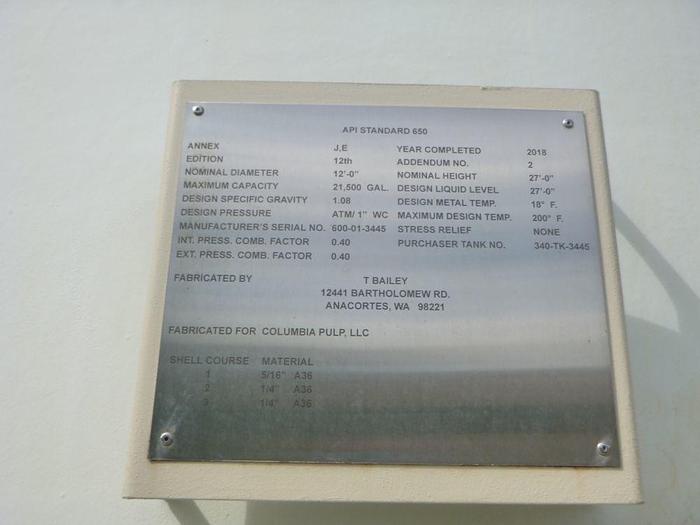 API STANDARD 650
ANNEX J,E YEAR COMPLETED 2018
EDITION 12th ADDENDUM NO. 2
NOMINAL DIAMETER 12'-0" NOMINAL HEIGHT 27'-0"
MAXIMUM CAPACITY 21,500 GAL. DESIGN LIQUID LEVEL 27'-0"
DESIGN SPECIFIC GRAVITY 1.08 DESIGN METAL TEMP. 18° F.
DESIGN PRESSURE ATM/ 1" WC MAXIMUM DESIGN TEMP. 200° F.
MANUFACTURER'S SERIAL NO. 600-01-3445 STRESS RELIEF NONE
INT. PRESS. COMB. FACTOR 0.40 PURCHASER TANK NO. 340-TK-3445
EXT. PRESS. COMB. FACTOR 0.40
FABRICATED BY T BAILEY
12441 BARTHOLOMEW RD.
ANACORTES, WA 98221
FABRICATED FOR COLUMBIA PULP, LLC
SHELL COURSE MATERIAL
1 5/16" A36
2 1/4" A36
3 1/4" A36